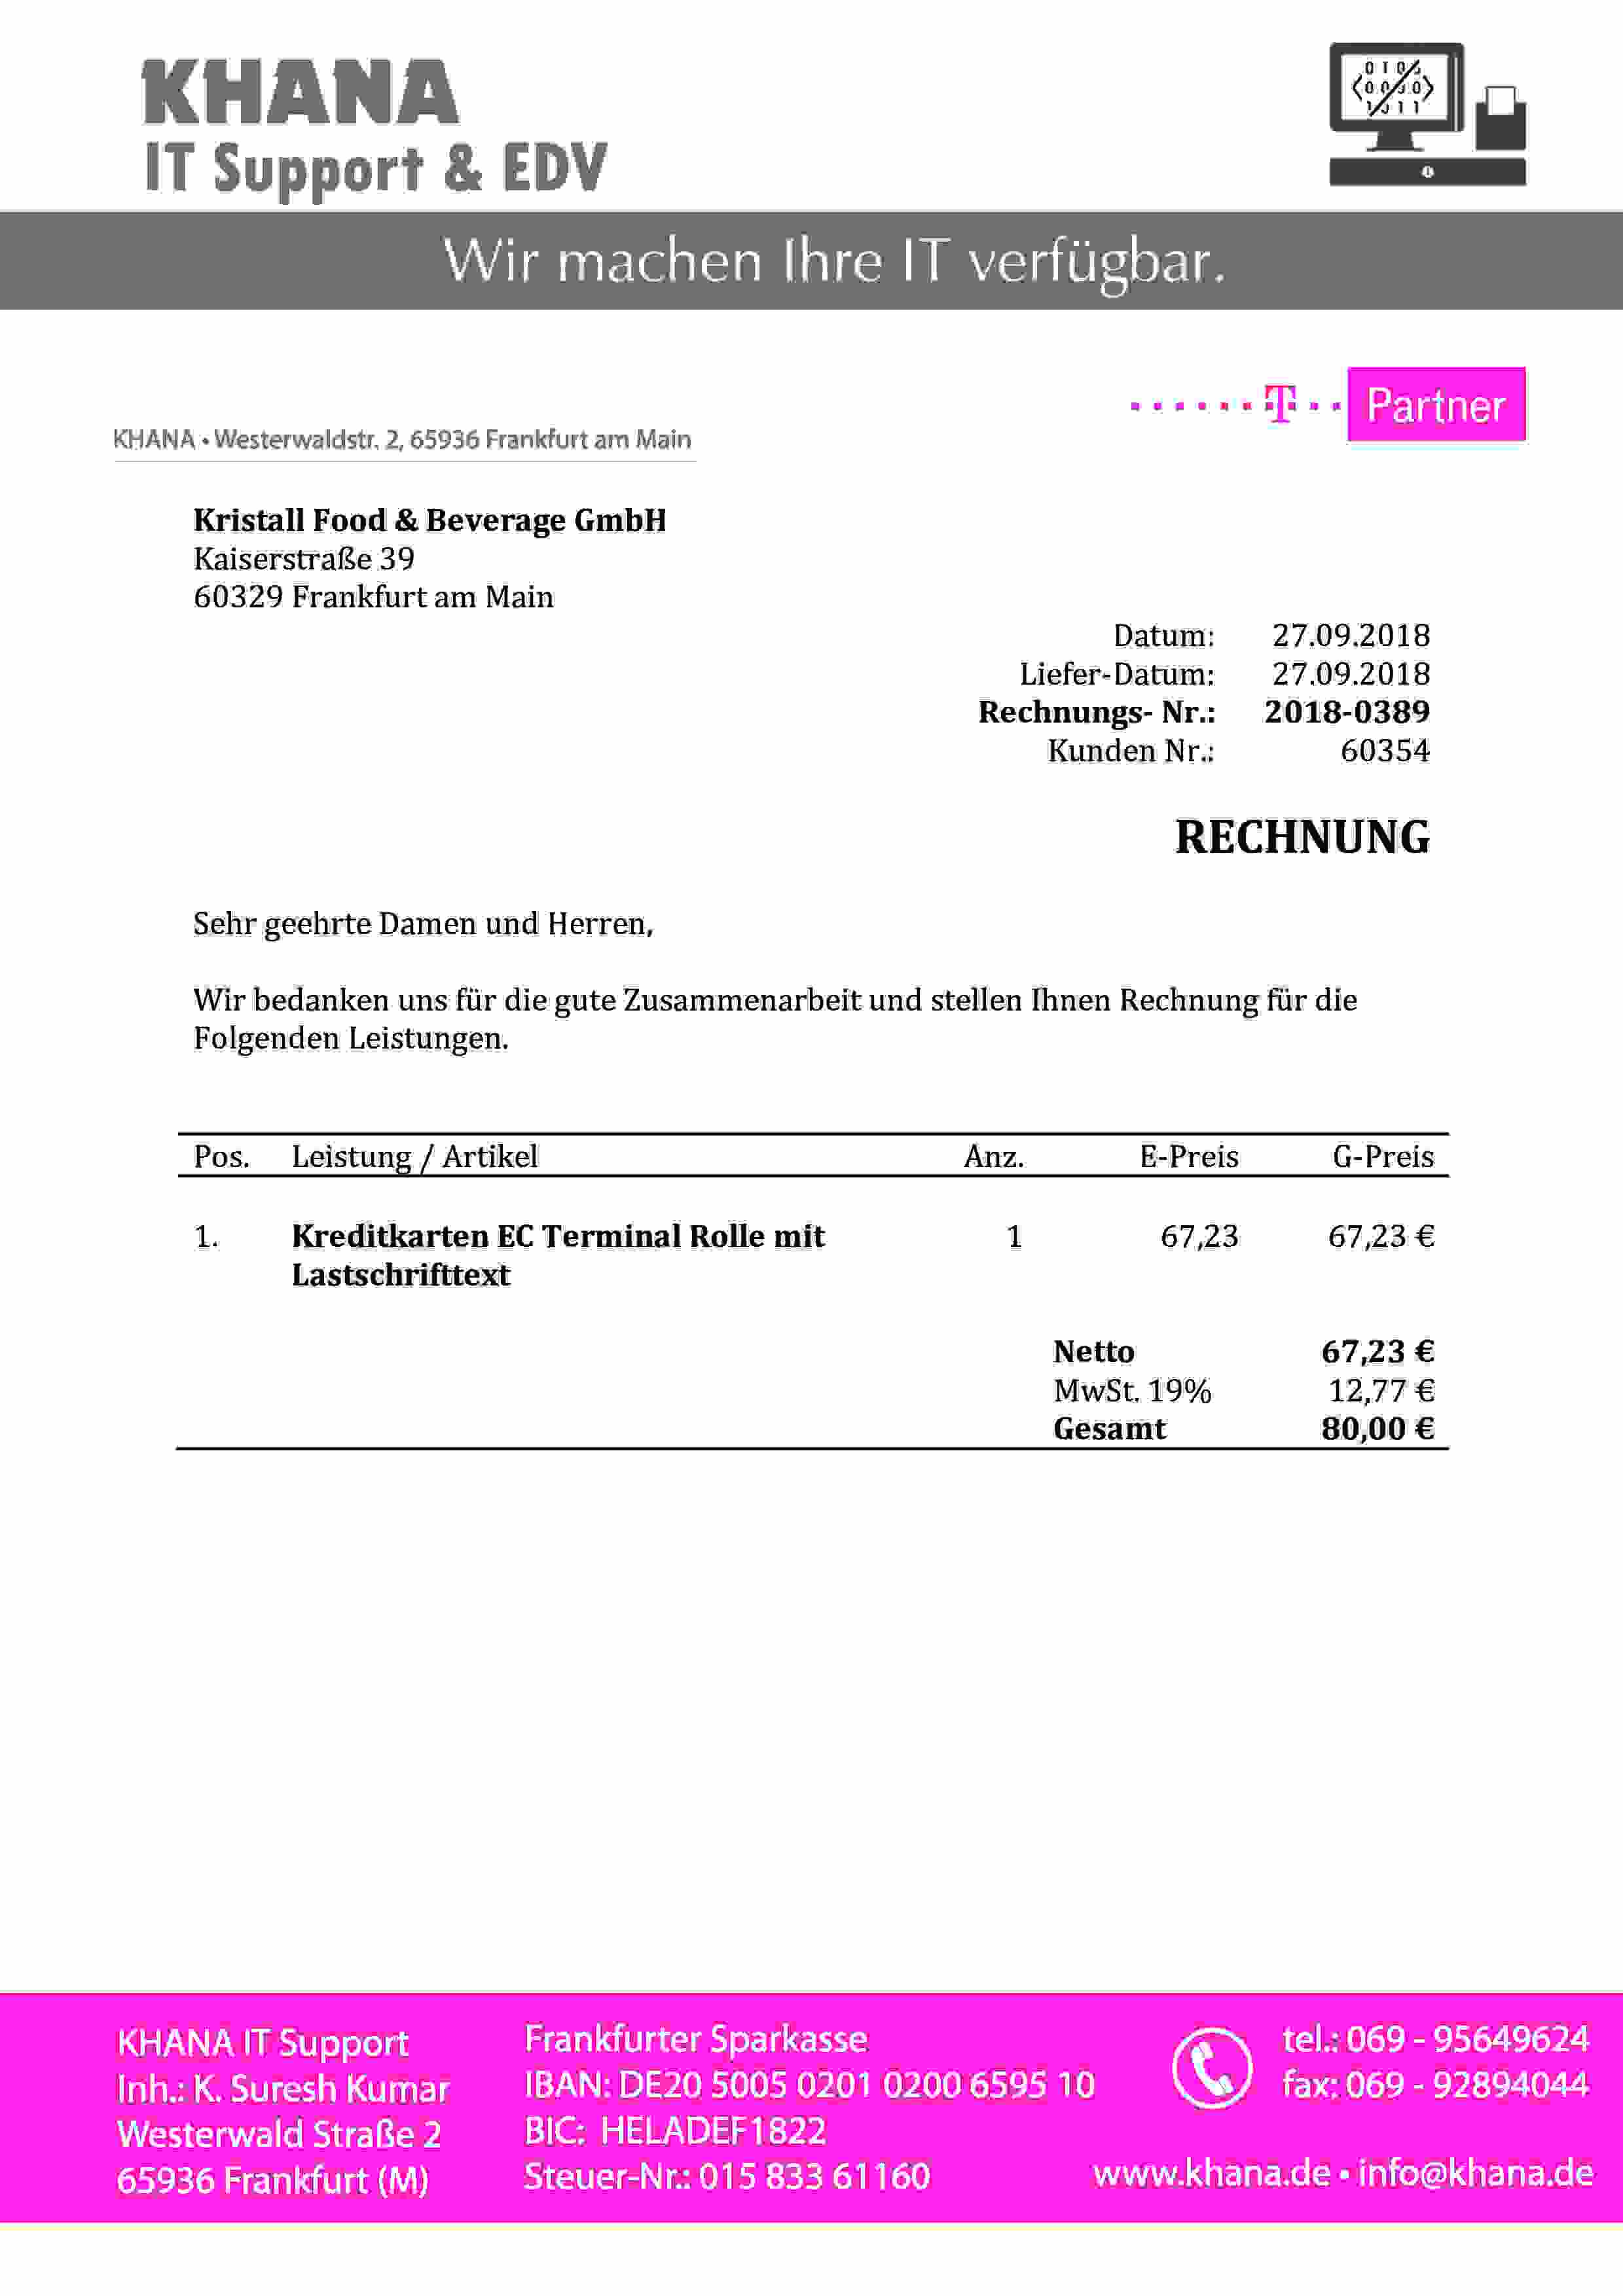 KHANA
IT Support & EDV
Wir machen Ihre IT verfügbar.
T Partner
KHANA • Westerwaldstr. 2, 65936 Frankfurt am Main
Kristall Food & Beverage GmbH
Kaiserstraße 39
60329 Frankfurt am Main
Datum: 27.09.2018
Liefer-Datum: 27.09.2018
Rechnungs- Nr.: 2018-0389
Kunden Nr.: 60354
RECHNUNG
Sehr geehrte Damen und Herren,
Wir bedanken uns für die gute Zusammenarbeit und stellen Ihnen Rechnung für die
Folgenden Leistungen.
Pos. Leistung / Artikel Anz. E-Preis G-Preis
1. Kreditkarten EC Terminal Rolle mit 1 67,23 67,23 €
Lastschrifttext
Netto 67,23 €
MwSt. 19% 12,77 €
Gesamt 80,00 €
KHANA IT Support
Inh.: K. Suresh Kumar
Westerwald Straße 2
65936 Frankfurt (M)
Frankfurter Sparkasse
IBAN: DE20 5005 0201 0200 6595 10
BIC: HELADEF1822
Steuer-Nr.: 015 833 61160
tel.: 069 - 95649624
fax: 069 - 92894044
www.khana.de • info@khana.de